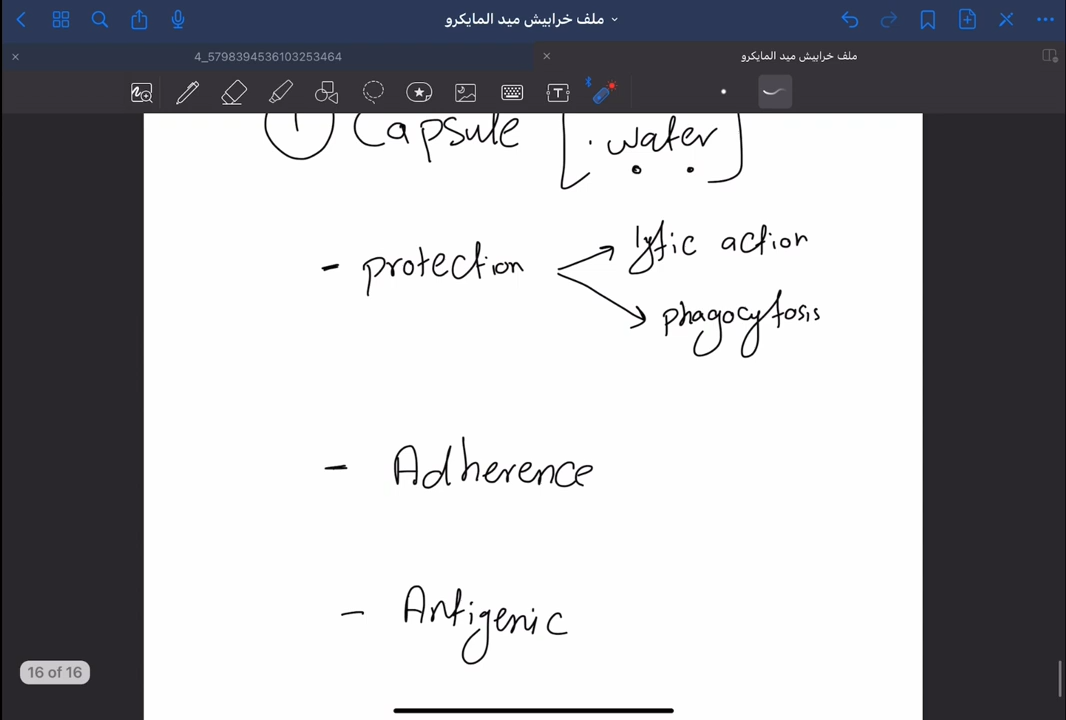 ملف خرابيش ميد المايكرو
4_5798394536103253464
ملف خرابيش ميد المايكرو
1 Capsule [. water]
- protection
lytic action
phagocytosis
- Adherence
- Antigenic
16 of 16